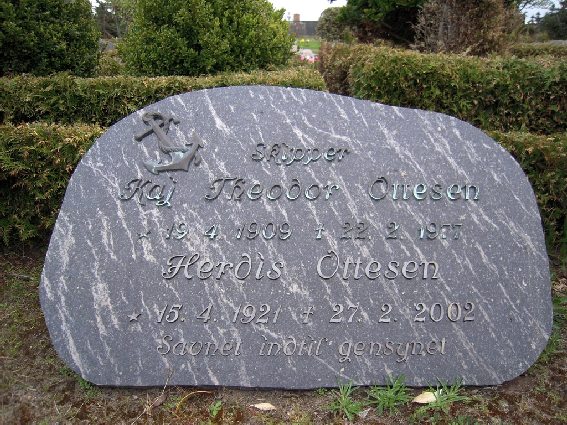 Skipper
Kaj Theodor Ottesen
* 19. 4. 1909 † 22. 2. 1977
Herdis Ottesen
* 15. 4. 1921 † 27. 2. 2002
Savnet indtil gensynet